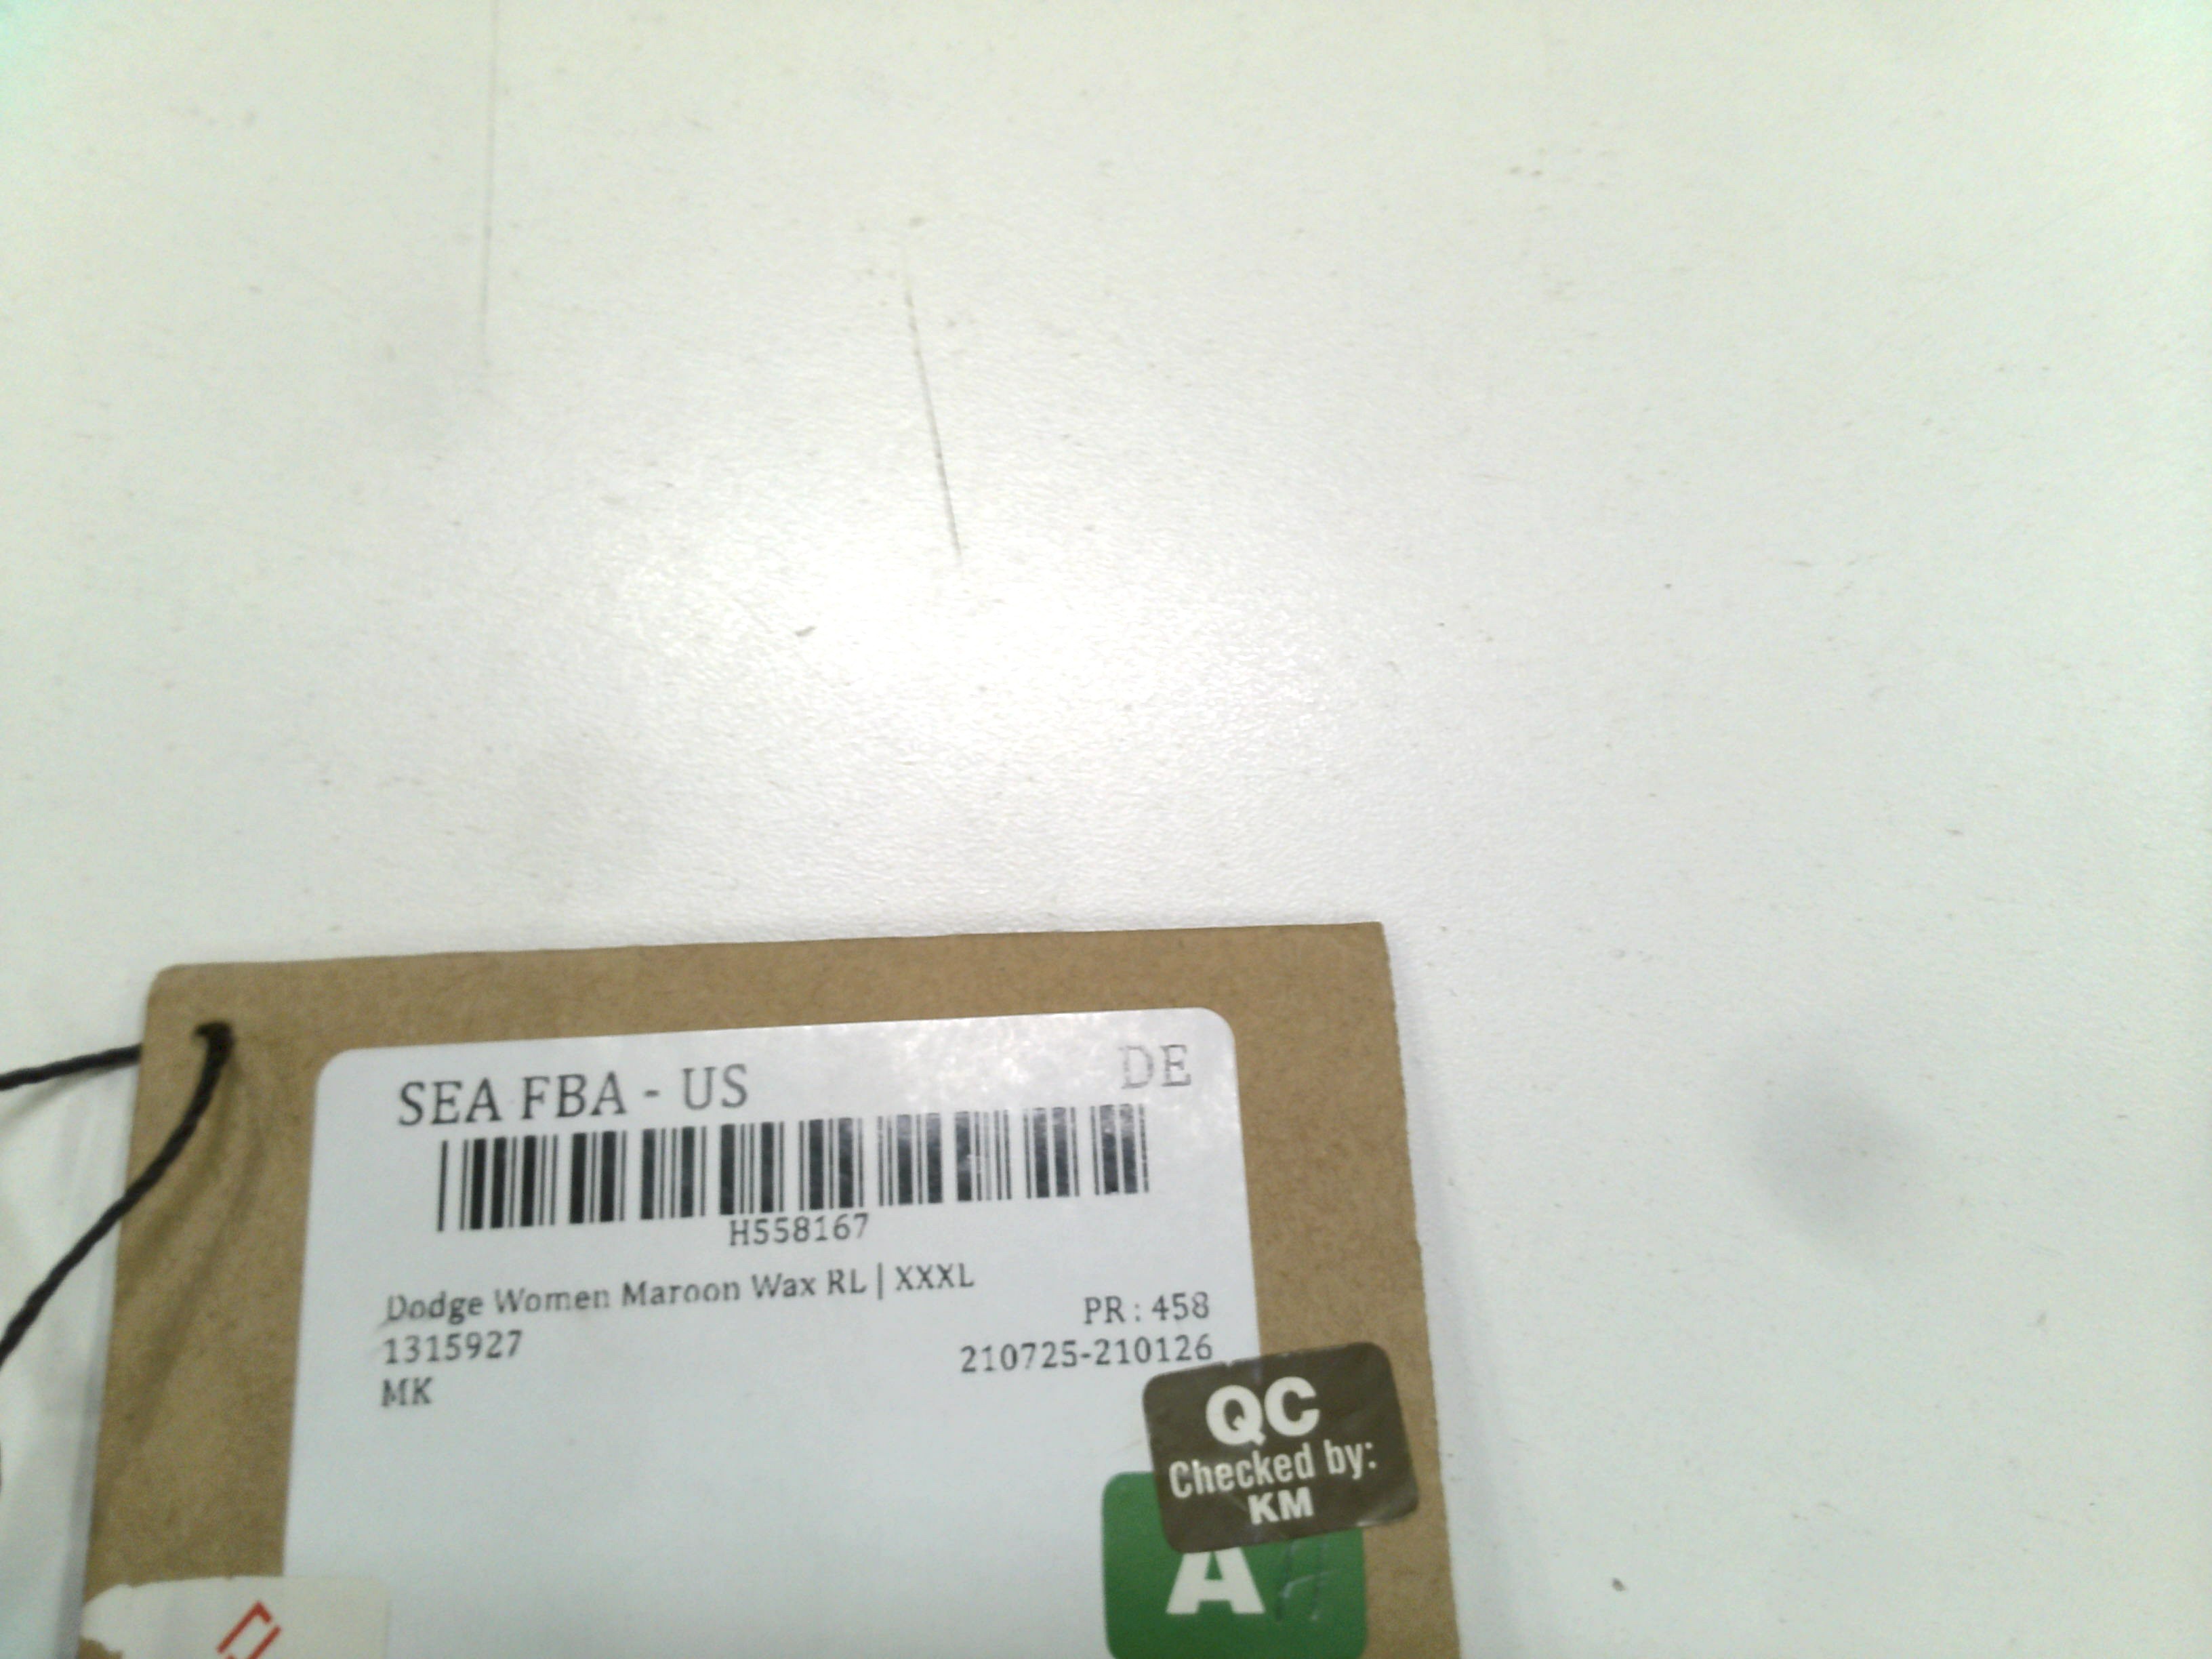 SEA FBA - US
DE
H558167
Dodge Women Maroon Wax RL | XXXL
PR : 458
1315927
210725-210126
MK
QC
Checked by:
KM
A